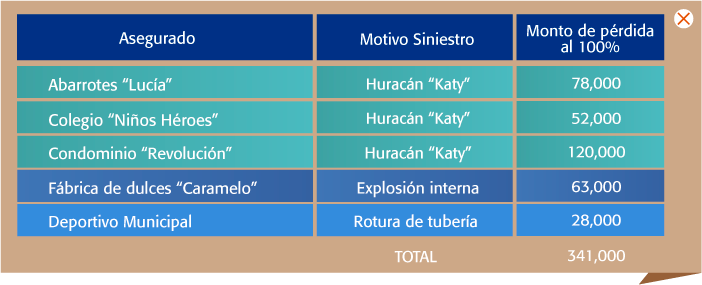 Asegurado Motivo Siniestro Monto de pérdida
al 100%
Abarrotes “Lucía” Huracán “Katy” 78,000
Colegio “Niños Héroes” Huracán “Katy” 52,000
Condominio “Revolución” Huracán “Katy” 120,000
Fábrica de dulces “Caramelo” Explosión interna 63,000
Deportivo Municipal Rotura de tubería 28,000
TOTAL 341,000